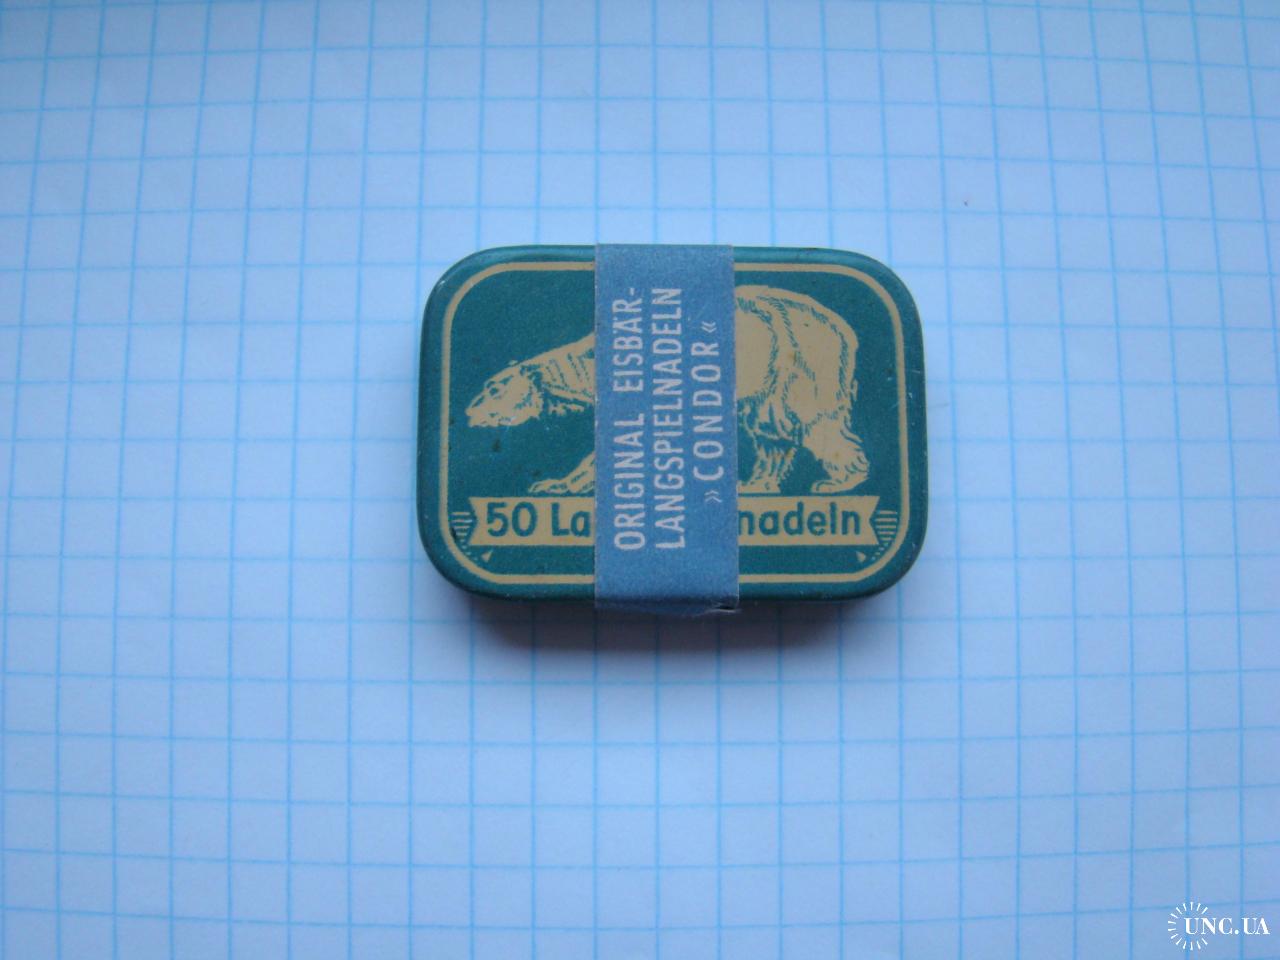 ORIGINAL EISBÄR-
LANGSPIELNADELN
»CONDOR«
50 La nadeln
UNC.UA